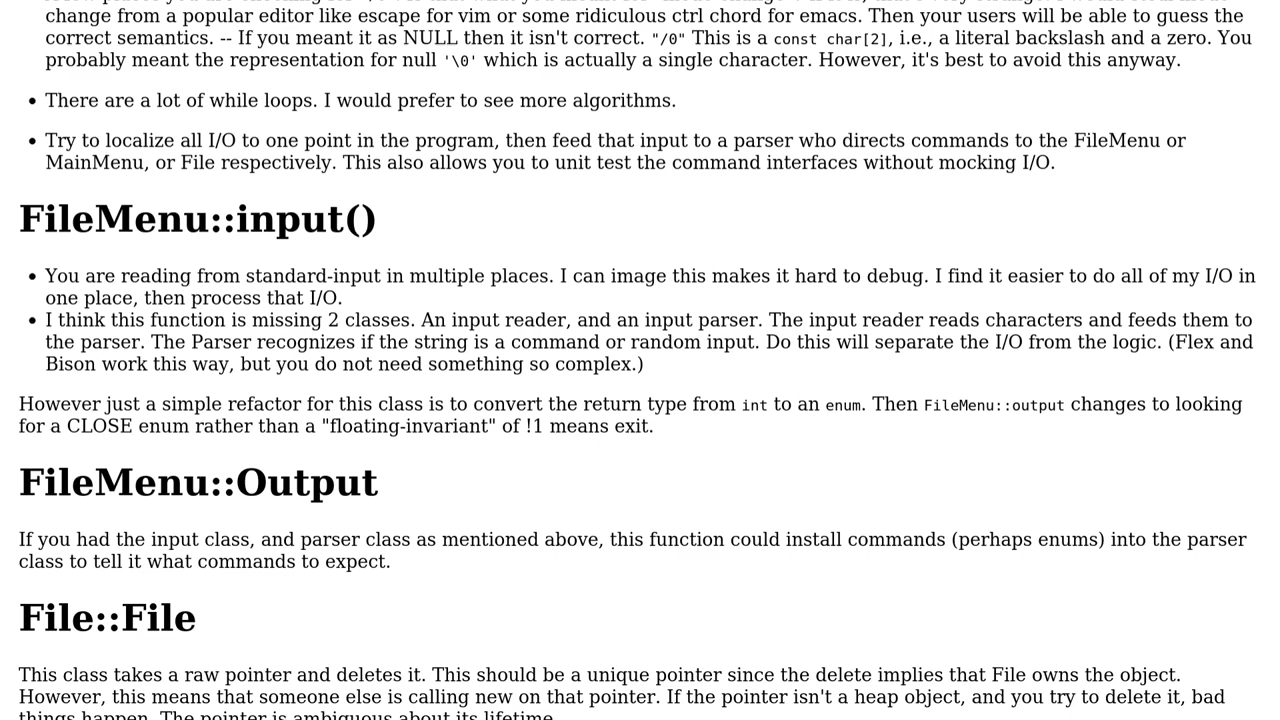 change from a popular editor like escape for vim or some ridiculous ctrl chord for emacs. Then your users will be able to guess the
correct semantics. -- If you meant it as NULL then it isn't correct. "/0" This is a const char[2], i.e., a literal backslash and a zero. You
probably meant the representation for null '\0' which is actually a single character. However, it's best to avoid this anyway.
• There are a lot of while loops. I would prefer to see more algorithms.
• Try to localize all I/O to one point in the program, then feed that input to a parser who directs commands to the FileMenu or
MainMenu, or File respectively. This also allows you to unit test the command interfaces without mocking I/O.
FileMenu::input()
• You are reading from standard-input in multiple places. I can image this makes it hard to debug. I find it easier to do all of my I/O in
one place, then process that I/O.
• I think this function is missing 2 classes. An input reader, and an input parser. The input reader reads characters and feeds them to
the parser. The Parser recognizes if the string is a command or random input. Do this will separate the I/O from the logic. (Flex and
Bison work this way, but you do not need something so complex.)
However just a simple refactor for this class is to convert the return type from int to an enum. Then FileMenu::output changes to looking
for a CLOSE enum rather than a "floating-invariant" of !1 means exit.
FileMenu::Output
If you had the input class, and parser class as mentioned above, this function could install commands (perhaps enums) into the parser
class to tell it what commands to expect.
File::File
This class takes a raw pointer and deletes it. This should be a unique pointer since the delete implies that File owns the object.
However, this means that someone else is calling new on that pointer. If the pointer isn't a heap object, and you try to delete it, bad
things happen. The pointer is ambiguous about its lifetime.